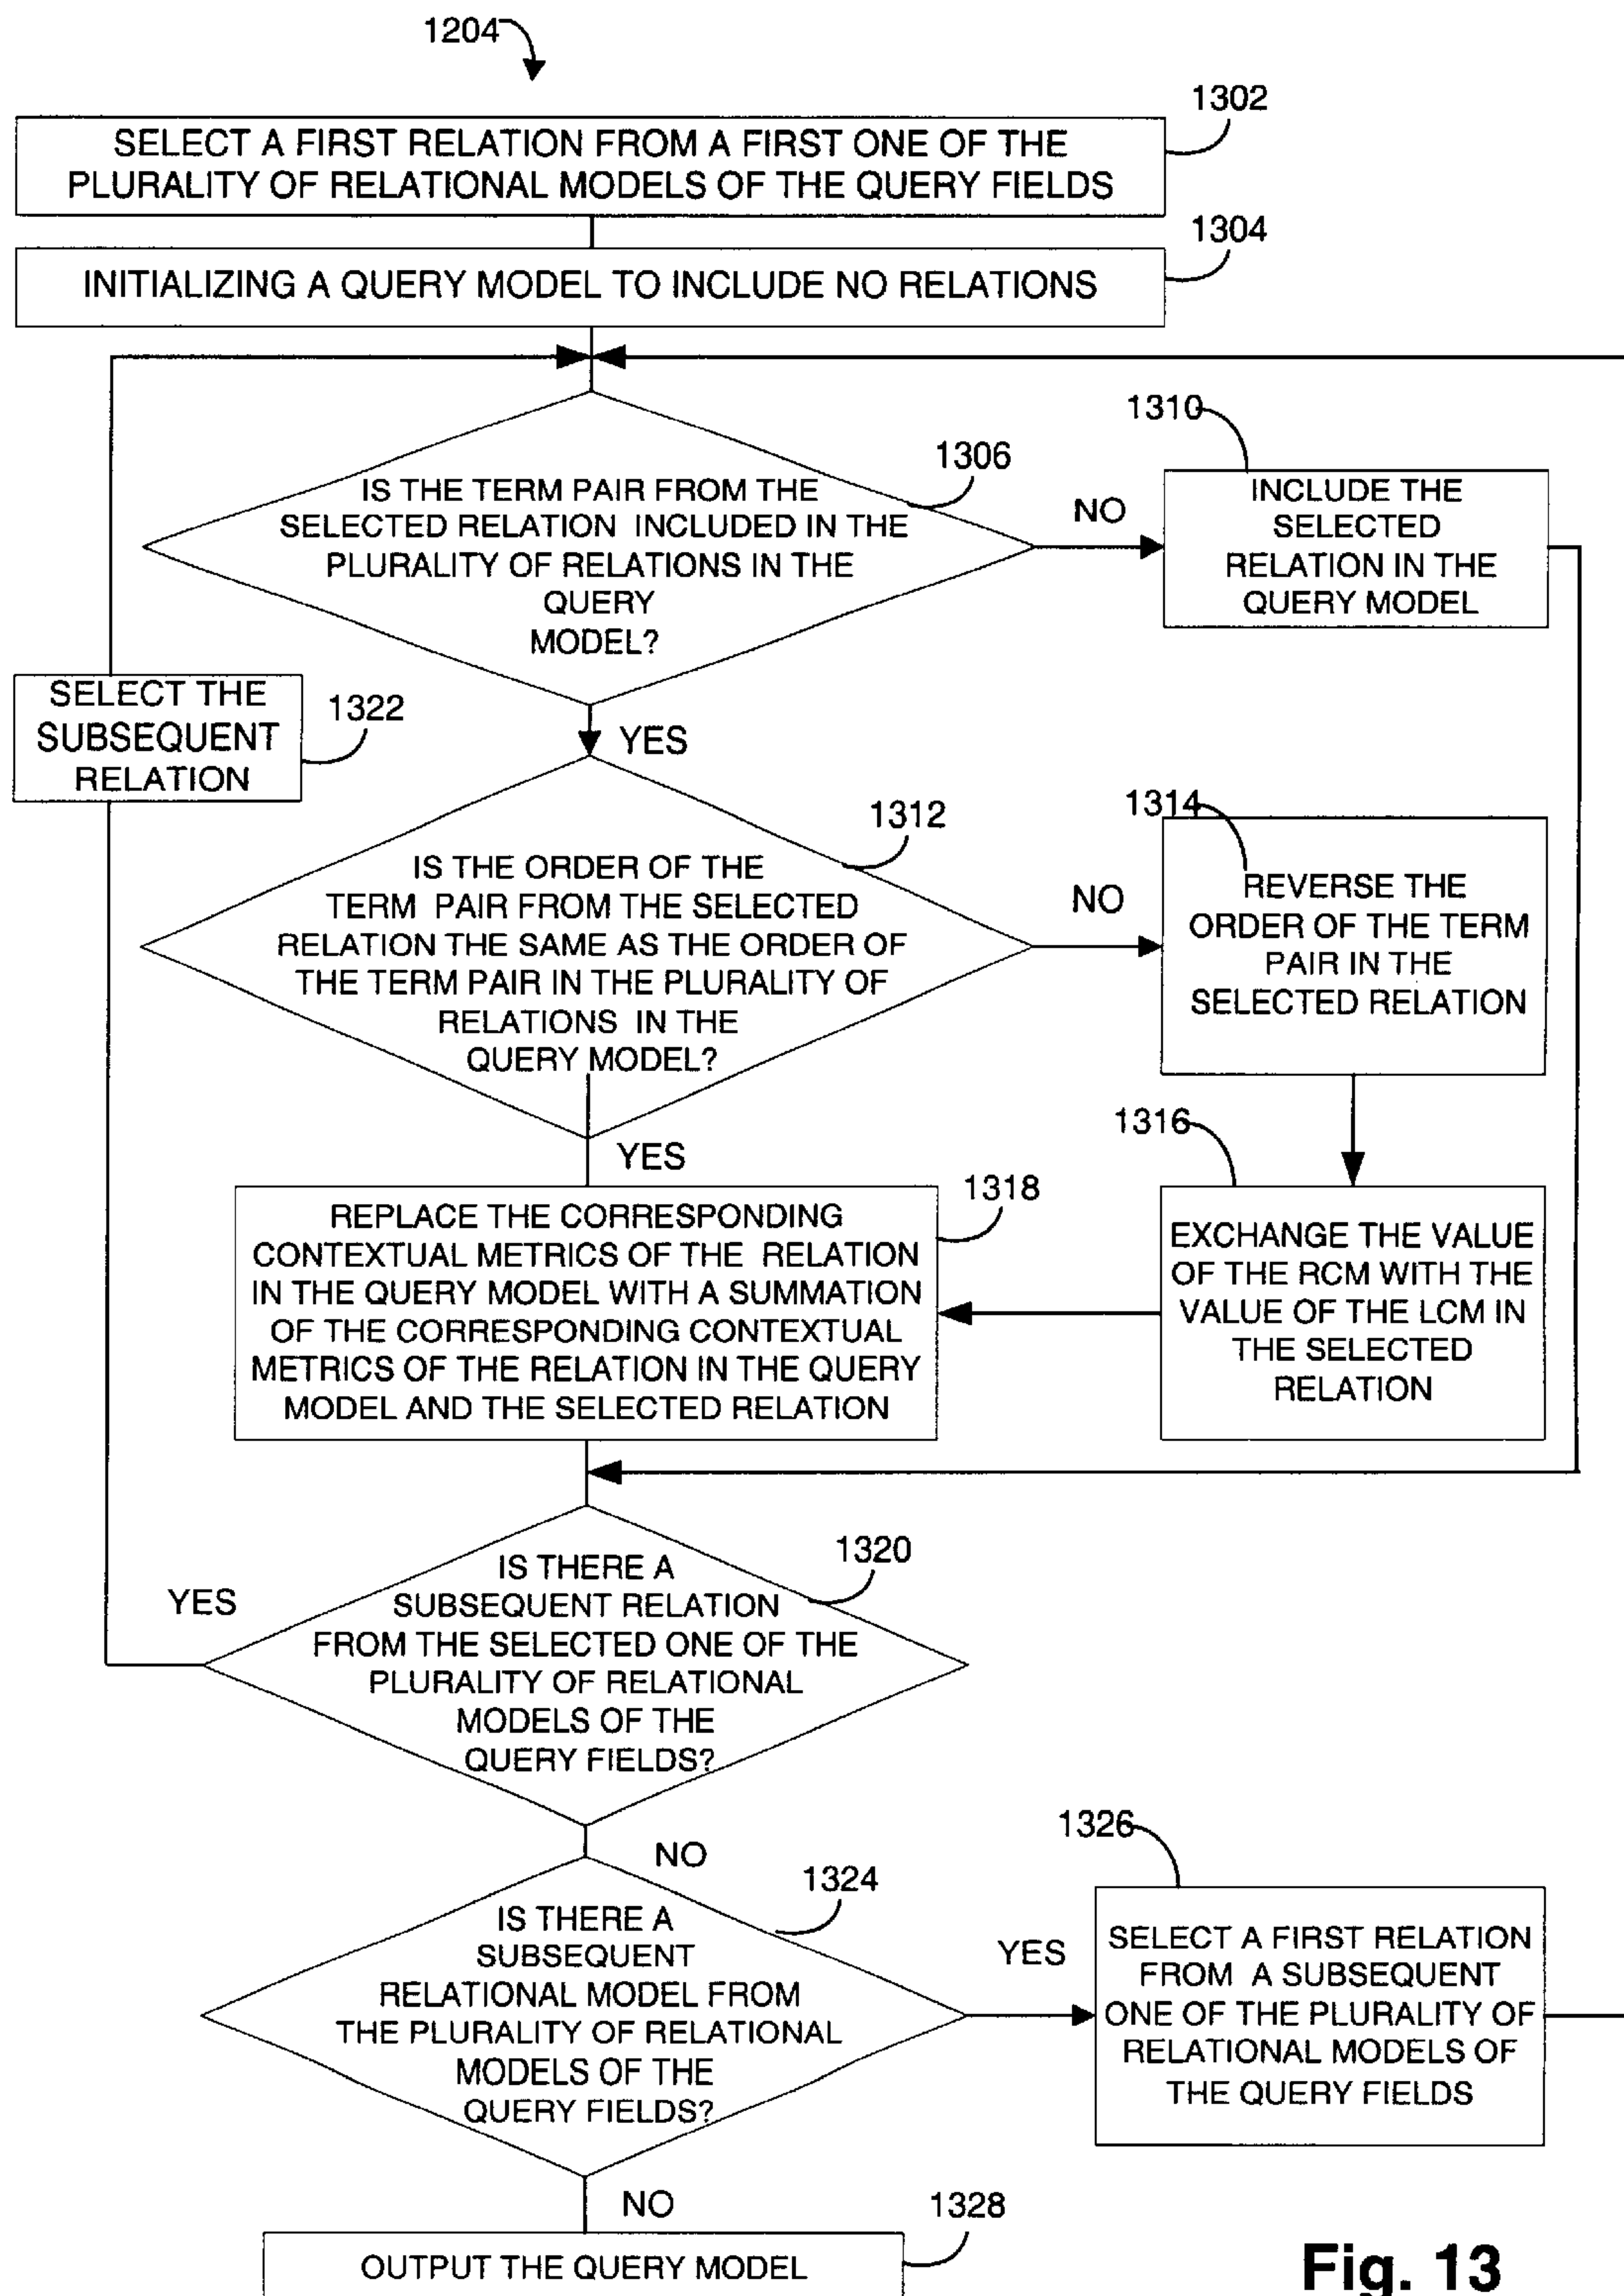 1204
1302
SELECT A FIRST RELATION FROM A FIRST ONE OF THE
PLURALITY OF RELATIONAL MODELS OF THE QUERY FIELDS
1304
INITIALIZING A QUERY MODEL TO INCLUDE NO RELATIONS
1306
IS THE TERM PAIR FROM THE
SELECTED RELATION INCLUDED IN THE
PLURALITY OF RELATIONS IN THE
QUERY
MODEL?
NO
1310
INCLUDE THE
SELECTED
RELATION IN THE
QUERY MODEL
SELECT THE
SUBSEQUENT
RELATION
1322
YES
1312
IS THE ORDER OF THE
TERM PAIR FROM THE SELECTED
RELATION THE SAME AS THE ORDER OF
THE TERM PAIR IN THE PLURALITY OF
RELATIONS IN THE
QUERY MODEL?
NO
1314
REVERSE THE
ORDER OF THE TERM
PAIR IN THE
SELECTED RELATION
YES
1316
EXCHANGE THE VALUE
OF THE RCM WITH THE
VALUE OF THE LCM IN
THE SELECTED
RELATION
1318
REPLACE THE CORRESPONDING
CONTEXTUAL METRICS OF THE RELATION
IN THE QUERY MODEL WITH A SUMMATION
OF THE CORRESPONDING CONTEXTUAL
METRICS OF THE RELATION IN THE QUERY
MODEL AND THE SELECTED RELATION
1320
IS THERE A
SUBSEQUENT RELATION
FROM THE SELECTED ONE OF THE
PLURALITY OF RELATIONAL
MODELS OF THE
QUERY FIELDS?
YES
NO
1324
IS THERE A
SUBSEQUENT
RELATIONAL MODEL FROM
THE PLURALITY OF RELATIONAL
MODELS OF THE
QUERY FIELDS?
YES
1326
SELECT A FIRST RELATION
FROM A SUBSEQUENT
ONE OF THE PLURALITY OF
RELATIONAL MODELS OF
THE QUERY FIELDS
NO
1328
OUTPUT THE QUERY MODEL
Fig. 13